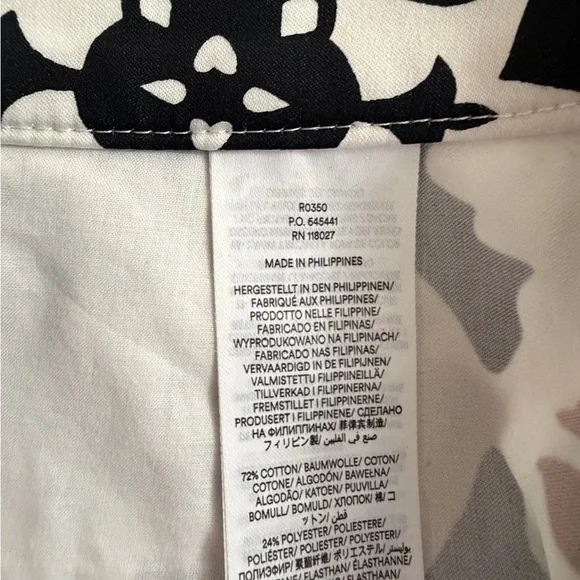 R0350
P.O. 545441
RN 118027
MADE IN PHILIPPINES
HERGESTELLT IN DEN PHILIPPINEN/
FABRIQUÉ AUX PHILIPPINES/
PRODOTTO NELLE FILIPPINE/
FABRICADO EN FILIPINAS/
WYPRODUKOWANO NA FILIPINACH/
FABRICADO NAS FILIPINAS/
VERVAARDIGD IN DE FILIPIJNEN/
VALMISTETTU FILIPPIINEILLÄ/
TILLVERKAD I FILIPPINERNA/
FREMSTILLET I FILIPPINERNE/
PRODUSERT I FILIPPINENE/ СДЕЛАНО
НА ФИЛИППИНАХ/ 菲律宾制造/
フィリピン製/ صنع في الفلبين
72% COTTON/ BAUMWOLLE/ COTON/
COTONE/ ALGODÓN/ BAWEŁNA/
ALGODÃO/ KATOEN/ PUUVILLA/
BOMULL/ BOMULD/ ХЛОПОК/ 棉/ コ
ットン/ قطن
24% POLYESTER/ POLIESTERE/
POLIÉSTER/ POLIESTER/
ПОЛИЭФИР/ 聚酯纤维/ ポリエステル/ بوليستر
ELASTHAN/ ÉLASTHANNE/